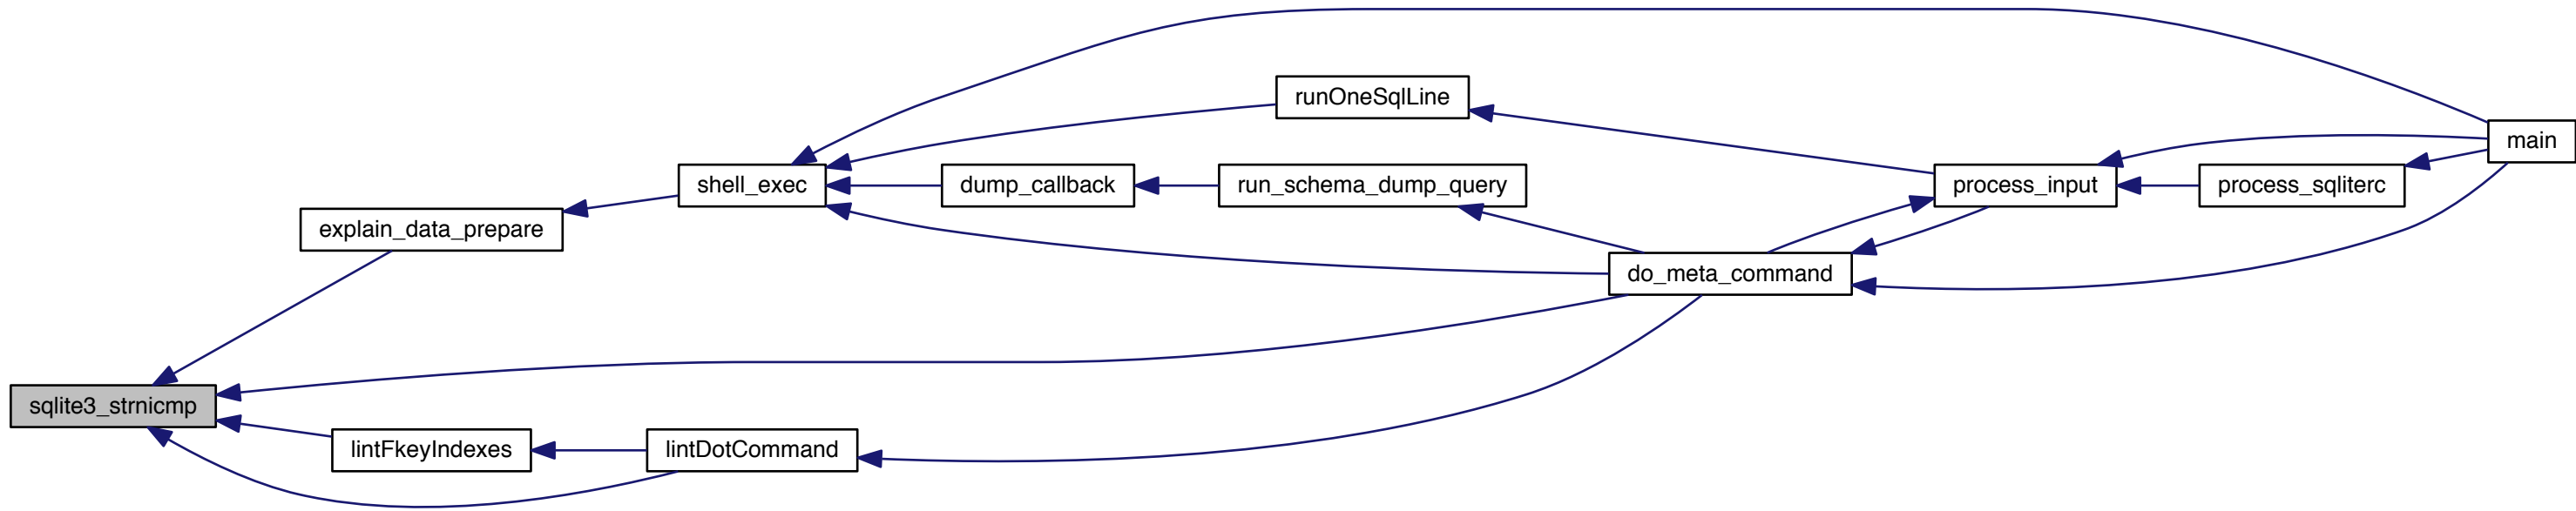 runOneSqlLine
main
shell_exec
dump_callback
run_schema_dump_query
process_input
process_sqliterc
explain_data_prepare
do_meta_command
sqlite3_strnicmp
lintFkeyIndexes
lintDotCommand